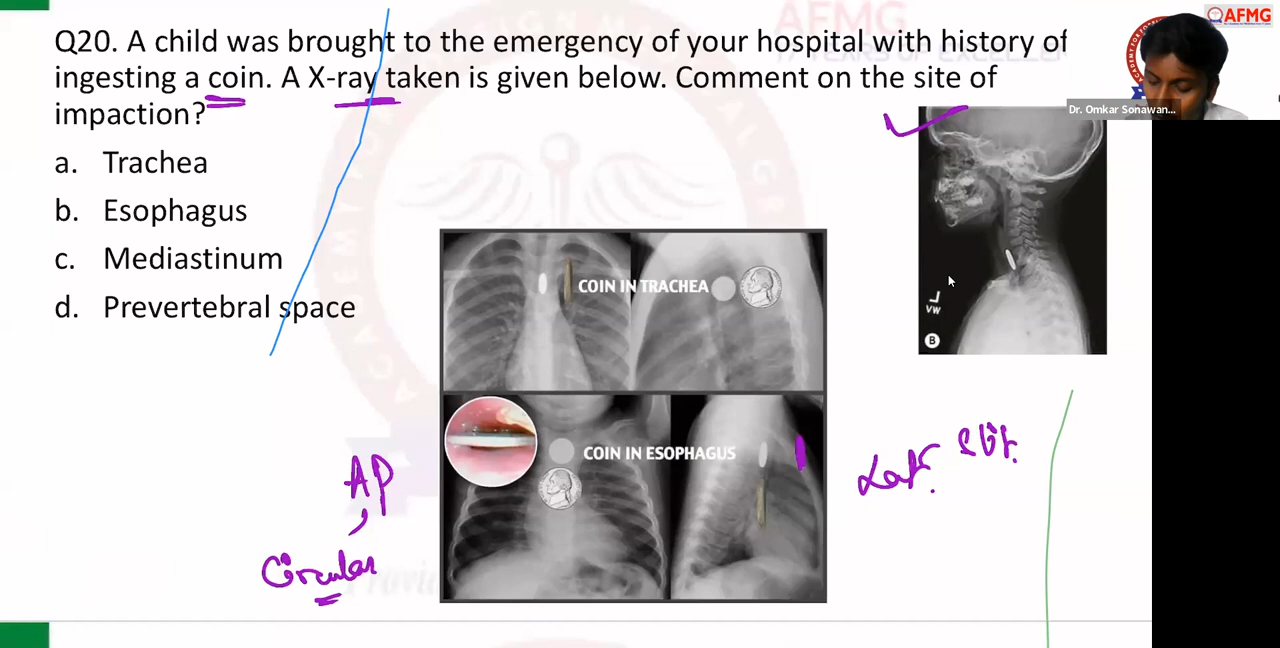 AFMG
Q20. A child was brought to the emergency of your hospital with history of
ingesting a coin. A X-ray taken is given below. Comment on the site of
impaction?
Dr. Omkar Sonawan...
a. Trachea
b. Esophagus
c. Mediastinum
d. Prevertebral space
COIN IN TRACHEA
L
VW
B
COIN IN ESOPHAGUS
AP
Circular
Lat.
AFMG